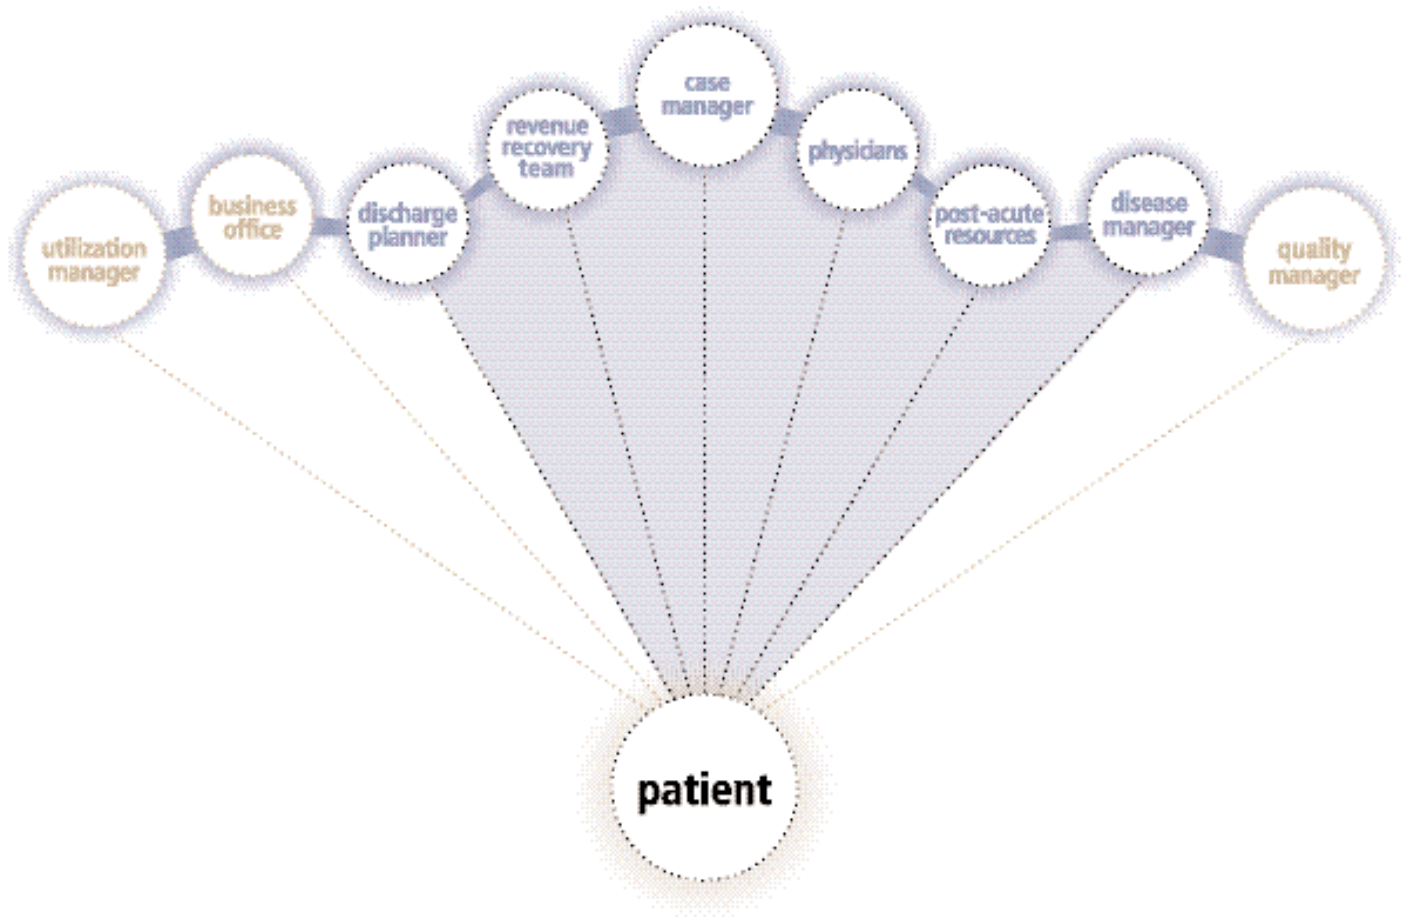 case
manager
revenue
recovery
team
physicians
business
office
discharge
planner
post-acute
resources
disease
manager
utilization
manager
quality
manager
patient